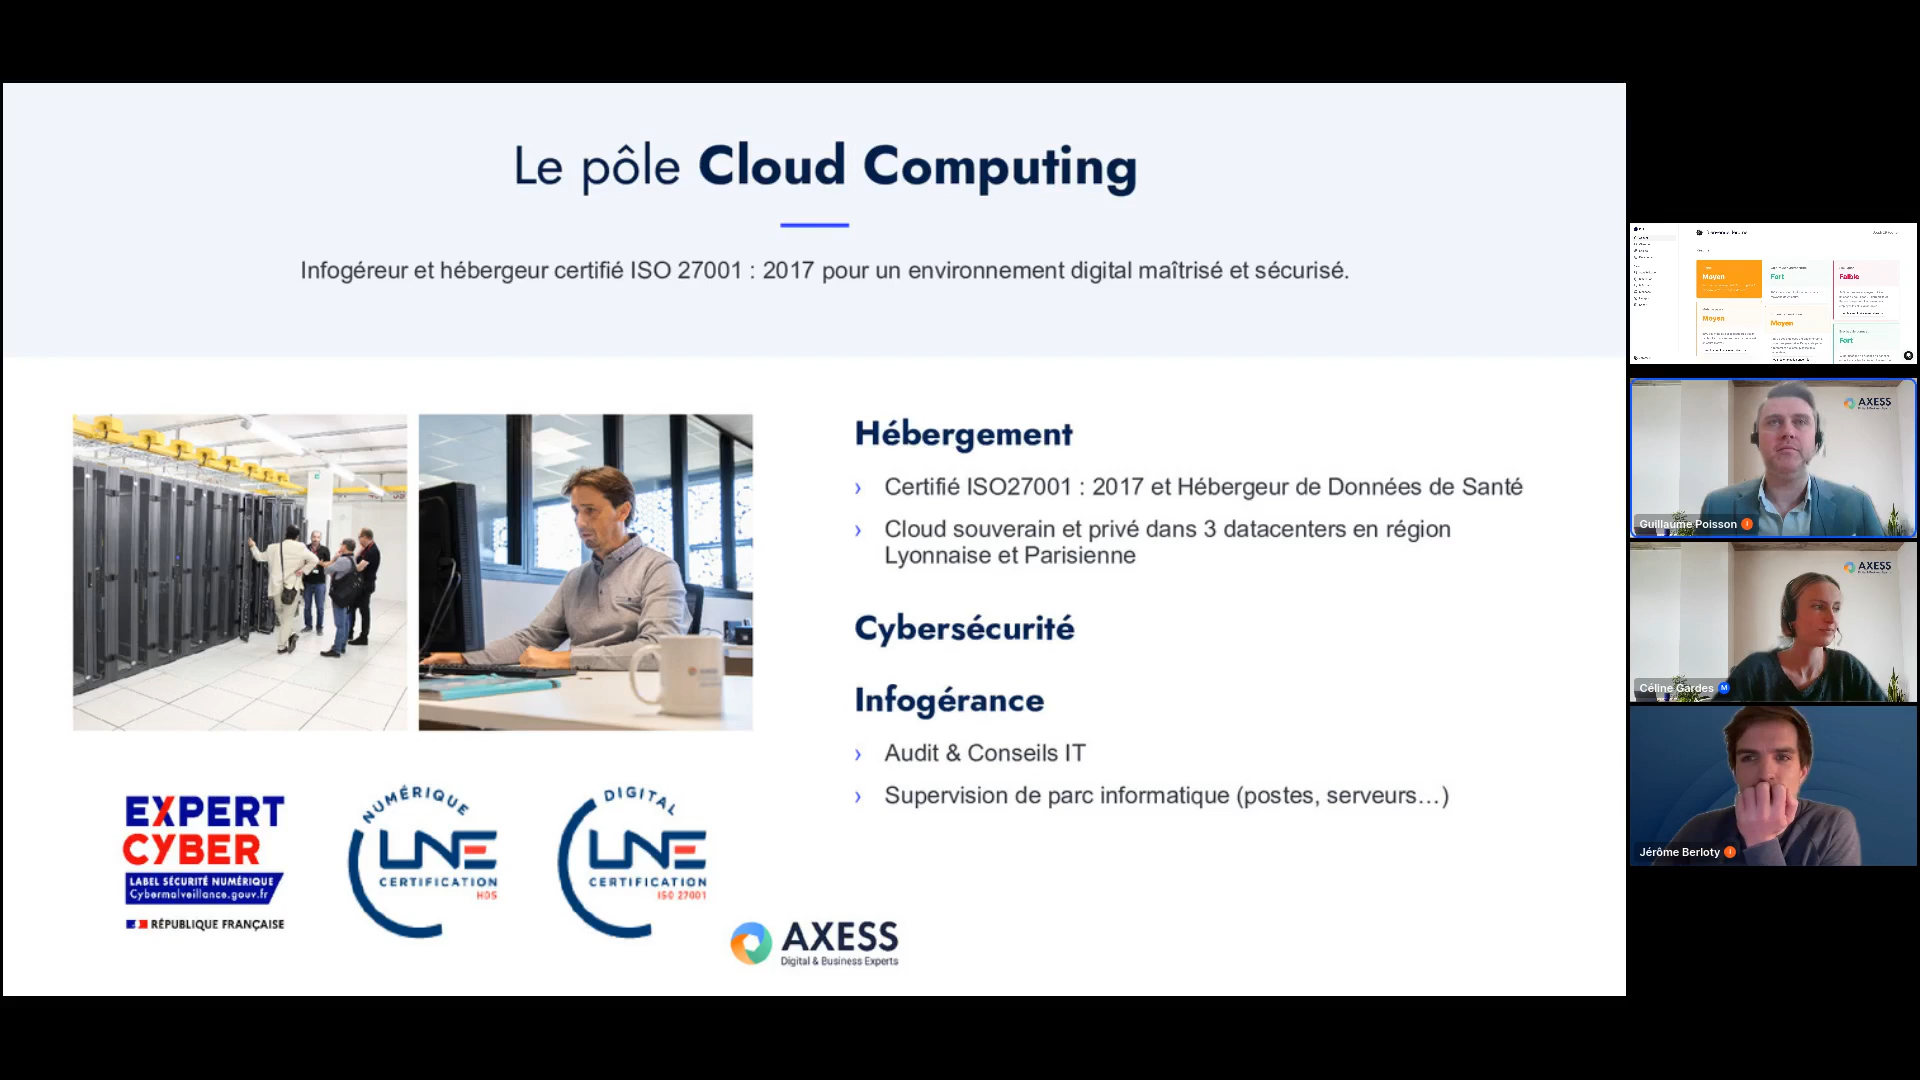 Le pôle Cloud Computing
Infogéreur et hébergeur certifié ISO 27001 : 2017 pour un environnement digital maîtrisé et sécurisé.
Hébergement
› Certifié ISO27001 : 2017 et Hébergeur de Données de Santé
› Cloud souverain et privé dans 3 datacenters en région
Lyonnaise et Parisienne
Cybersécurité
Infogérance
› Audit & Conseils IT
› Supervision de parc informatique (postes, serveurs…)
EXPERT
CYBER
LABEL SÉCURITÉ NUMÉRIQUE
Cybermalveillance.gouv.fr
RÉPUBLIQUE FRANÇAISE
NUMÉRIQUE
LNE
CERTIFICATION
HDS
DIGITAL
LNE
CERTIFICATION
ISO 27001
AXESS
Digital & Business Experts
Moyen
Fort
Faible
Moyen
Moyen
Fort
AXESS
Guillaume Poisson
AXESS
Céline Gardes M
Jérôme Berloty